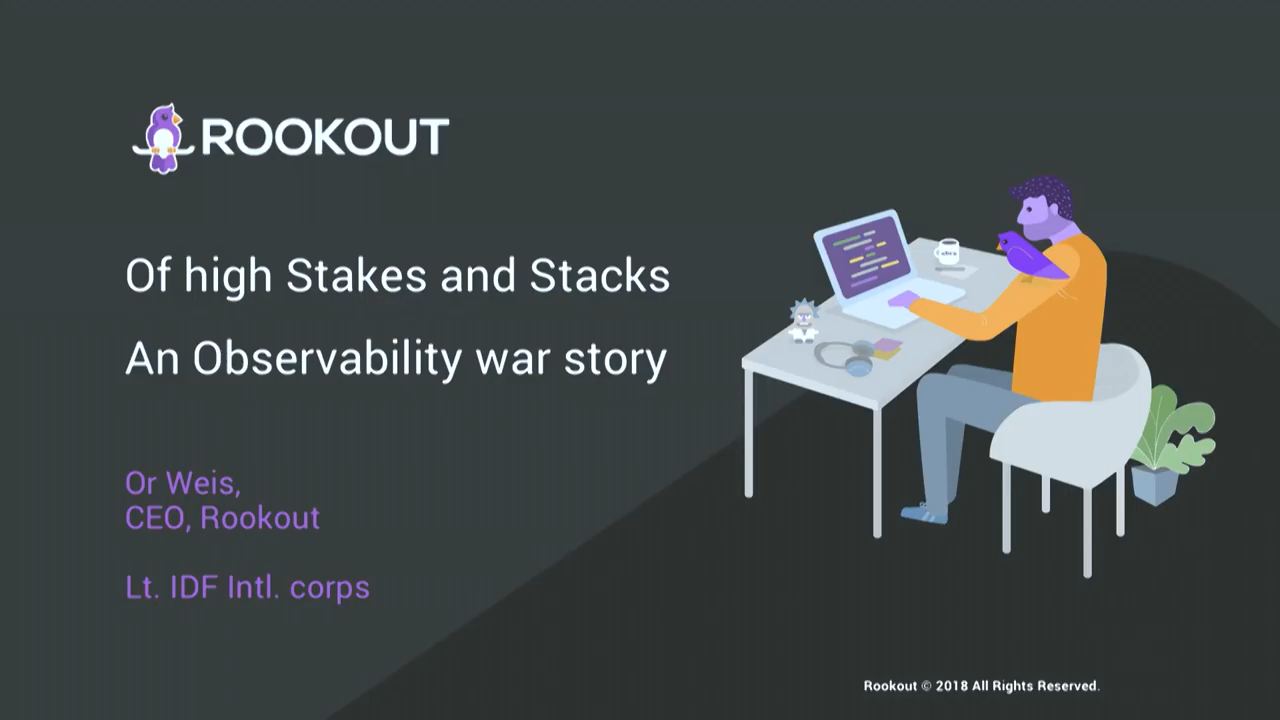 ROOKOUT
Of high Stakes and Stacks
An Observability war story
Or Weis,
CEO, Rookout
Lt. IDF Intl. corps
Rookout © 2018 All Rights Reserved.